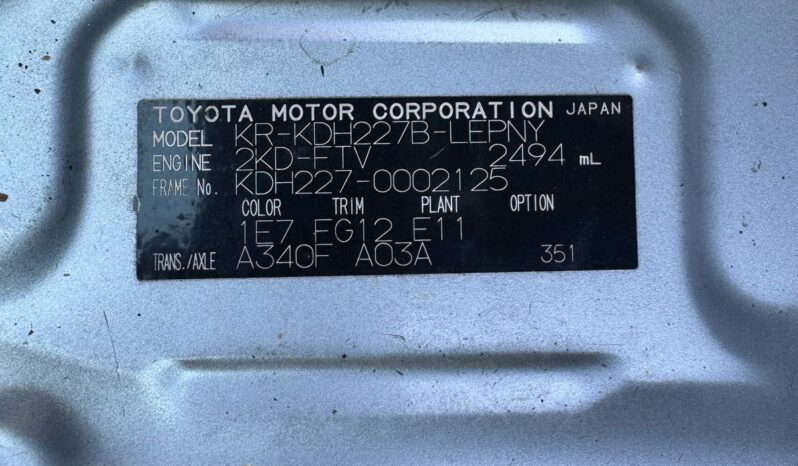 TOYOTA MOTOR CORPORATION JAPAN
MODEL KR-KDH227B-LEPNY
ENGINE 2KD-FTV 2494 mL
FRAME No. KDH227-0002125
COLOR TRIM PLANT OPTION
1E7 FG12 E11
TRANS./AXLE A340F A03A 351